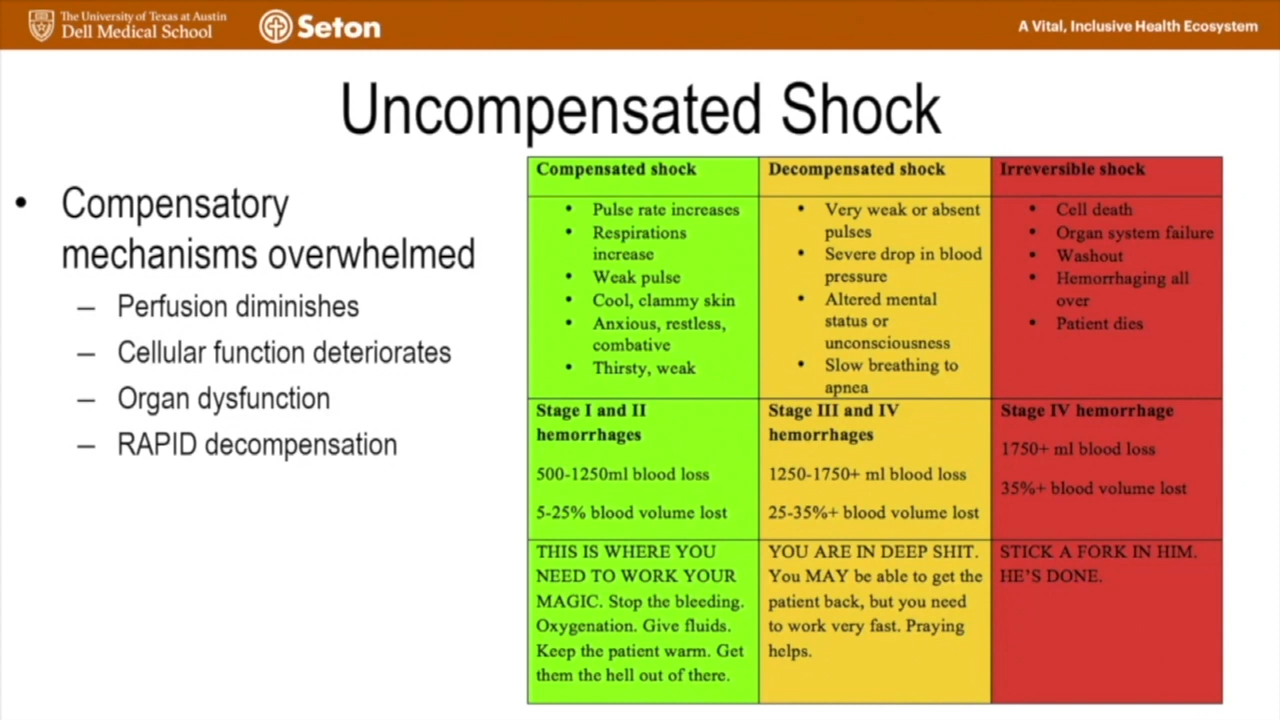 The University of Texas at Austin
Dell Medical School
Seton
A Vital, Inclusive Health Ecosystem
Uncompensated Shock
• Compensatory
mechanisms overwhelmed
– Perfusion diminishes
– Cellular function deteriorates
– Organ dysfunction
– RAPID decompensation
Compensated shock
• Pulse rate increases
• Respirations
increase
• Weak pulse
• Cool, clammy skin
• Anxious, restless,
combative
• Thirsty, weak
Stage I and II
hemorrhages
500-1250ml blood loss
5-25% blood volume lost
THIS IS WHERE YOU
NEED TO WORK YOUR
MAGIC. Stop the bleeding.
Oxygenation. Give fluids.
Keep the patient warm. Get
them the hell out of there.
Decompensated shock
• Very weak or absent
pulses
• Severe drop in blood
pressure
• Altered mental
status or
unconsciousness
• Slow breathing to
apnea
Stage III and IV
hemorrhages
1250-1750+ ml blood loss
25-35%+ blood volume lost
YOU ARE IN DEEP SHIT.
You MAY be able to get the
patient back, but you need
to work very fast. Praying
helps.
Irreversible shock
• Cell death
• Organ system failure
• Washout
• Hemorrhaging all
over
• Patient dies
Stage IV hemorrhage
1750+ ml blood loss
35%+ blood volume lost
STICK A FORK IN HIM.
HE'S DONE.